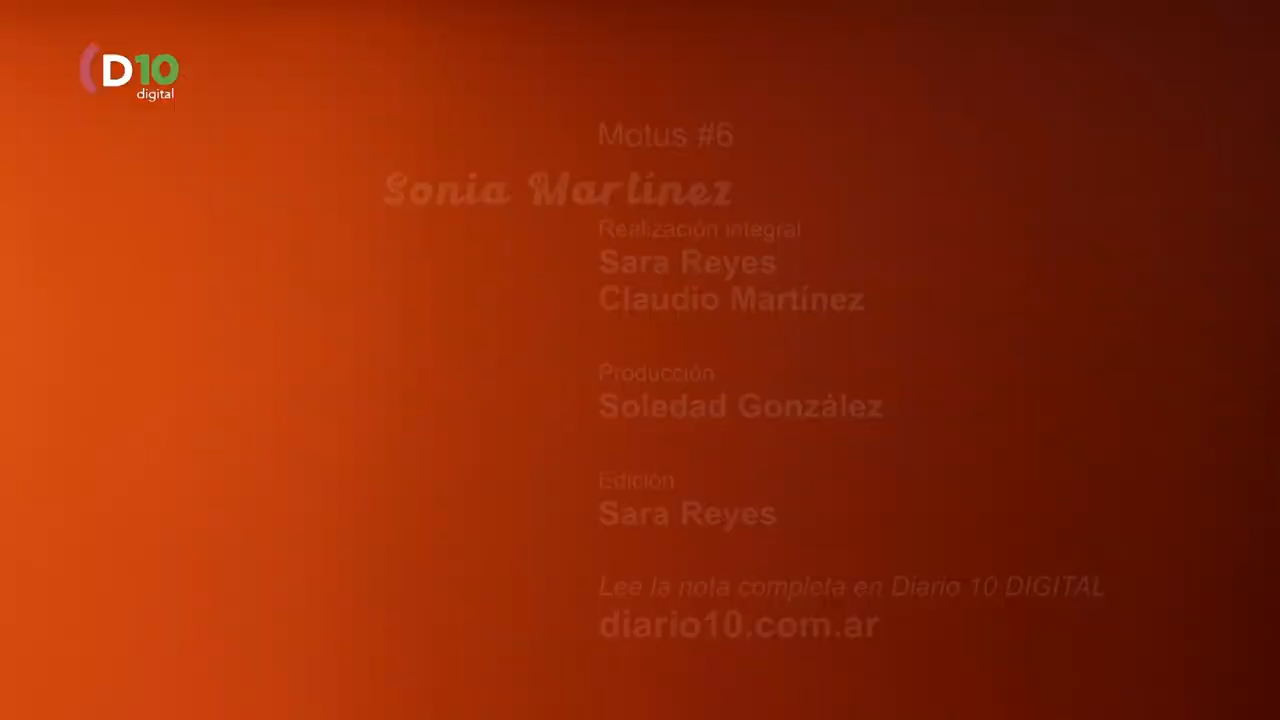 D10
digital
Motus #6
Sonia Martínez
Realización integral
Sara Reyes
Claudio Martínez
Producción
Soledad González
Edición
Sara Reyes
Lee la nota completa en Diario 10 DIGITAL
diario10.com.ar